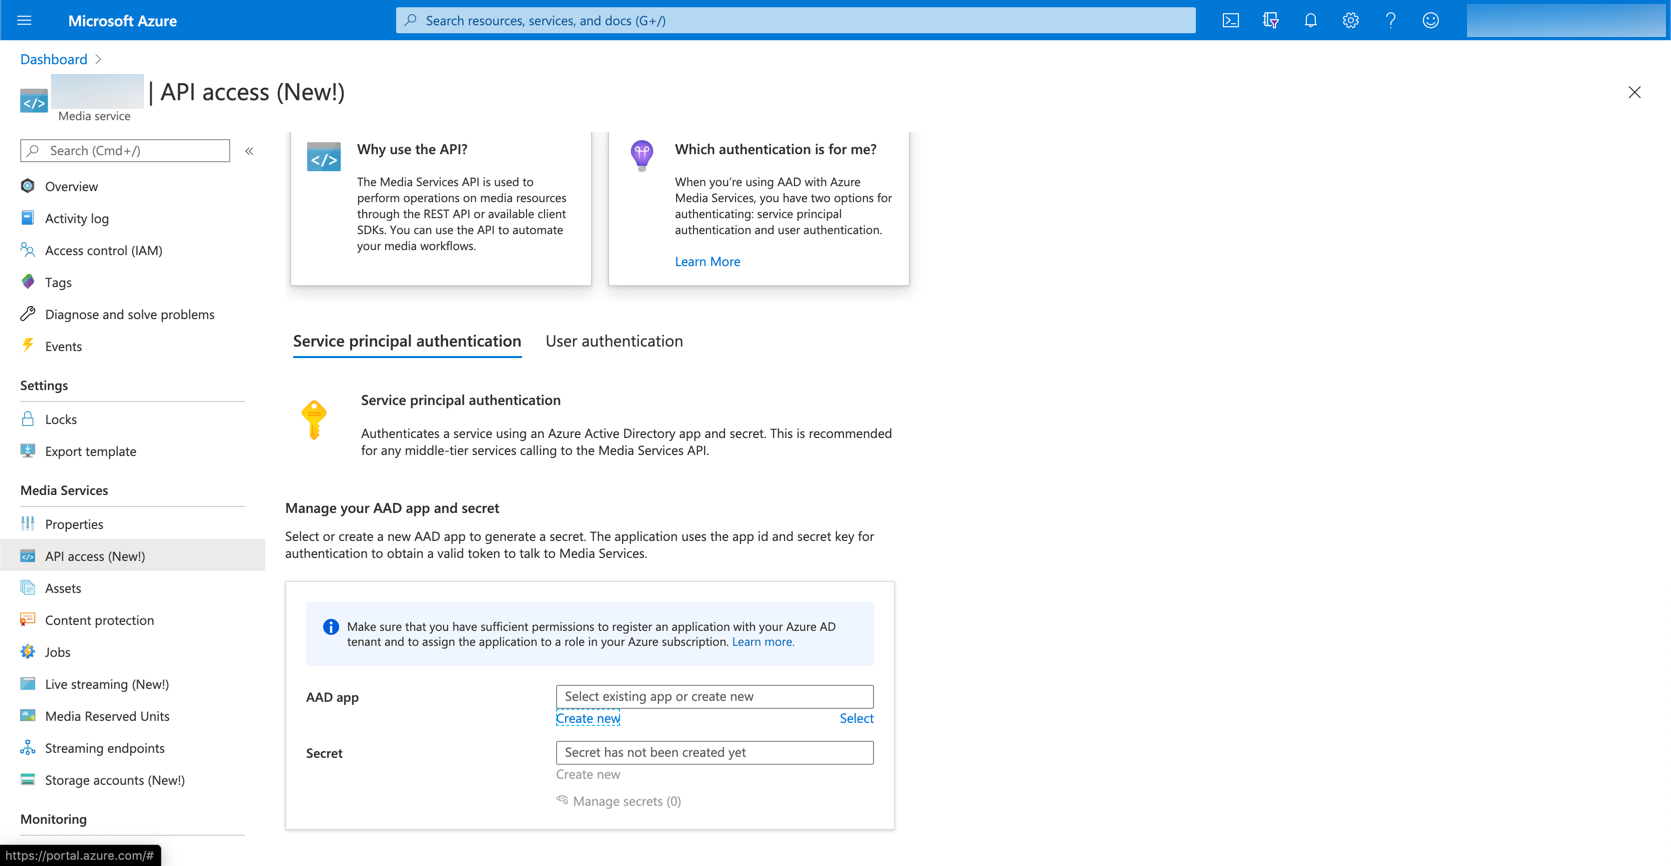 Microsoft Azure
Search resources, services, and docs (G+/)
Dashboard
| API access (New!)
Media service
Search (Cmd+/)
Overview
Activity log
Access control (IAM)
Tags
Diagnose and solve problems
Events
Settings
Locks
Export template
Media Services
Properties
API access (New!)
Assets
Content protection
Jobs
Live streaming (New!)
Media Reserved Units
Streaming endpoints
Storage accounts (New!)
Monitoring
https://portal.azure.com/#
Why use the API?
The Media Services API is used to
perform operations on media resources
through the REST API or available client
SDKs. You can use the API to automate
your media workflows.
Which authentication is for me?
When you're using AAD with Azure
Media Services, you have two options for
authenticating: service principal
authentication and user authentication.
Learn More
Service principal authentication
User authentication
Service principal authentication
Authenticates a service using an Azure Active Directory app and secret. This is recommended
for any middle-tier services calling to the Media Services API.
Manage your AAD app and secret
Select or create a new AAD app to generate a secret. The application uses the app id and secret key for
authentication to obtain a valid token to talk to Media Services.
Make sure that you have sufficient permissions to register an application with your Azure AD
tenant and to assign the application to a role in your Azure subscription. Learn more.
AAD app
Select existing app or create new
Create new
Select
Secret
Secret has not been created yet
Create new
Manage secrets (0)